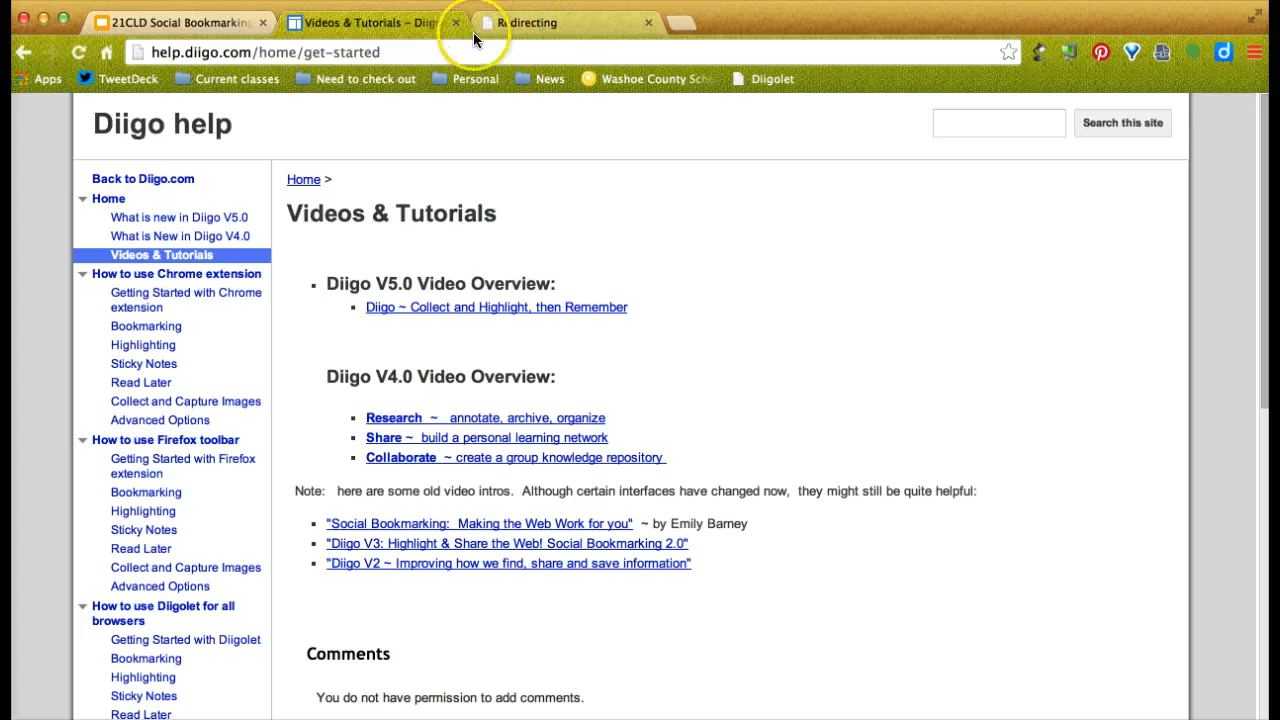 21CLD Social Bookmarking
Videos & Tutorials – Diigo
Redirecting
help.diigo.com/home/get-started
Apps TweetDeck Current classes Need to check out Personal News Washoe County Scho Diigolet
Diigo help
Search this site
Back to Diigo.com
Home
What is new in Diigo V5.0
What is New in Diigo V4.0
Videos & Tutorials
How to use Chrome extension
Getting Started with Chrome
extension
Bookmarking
Highlighting
Sticky Notes
Read Later
Collect and Capture Images
Advanced Options
How to use Firefox toolbar
Getting Started with Firefox
extension
Bookmarking
Highlighting
Sticky Notes
Read Later
Collect and Capture Images
Advanced Options
How to use Diigolet for all
browsers
Getting Started with Diigolet
Bookmarking
Highlighting
Sticky Notes
Read Later
Home >
Videos & Tutorials
Diigo V5.0 Video Overview:
Diigo ~ Collect and Highlight, then Remember
Diigo V4.0 Video Overview:
Research ~ annotate, archive, organize
Share ~ build a personal learning network
Collaborate ~ create a group knowledge repository
Note: here are some old video intros. Although certain interfaces have changed now, they might still be quite helpful:
"Social Bookmarking: Making the Web Work for you" ~ by Emily Barney
"Diigo V3: Highlight & Share the Web! Social Bookmarking 2.0"
"Diigo V2 ~ Improving how we find, share and save information"
Comments
You do not have permission to add comments.